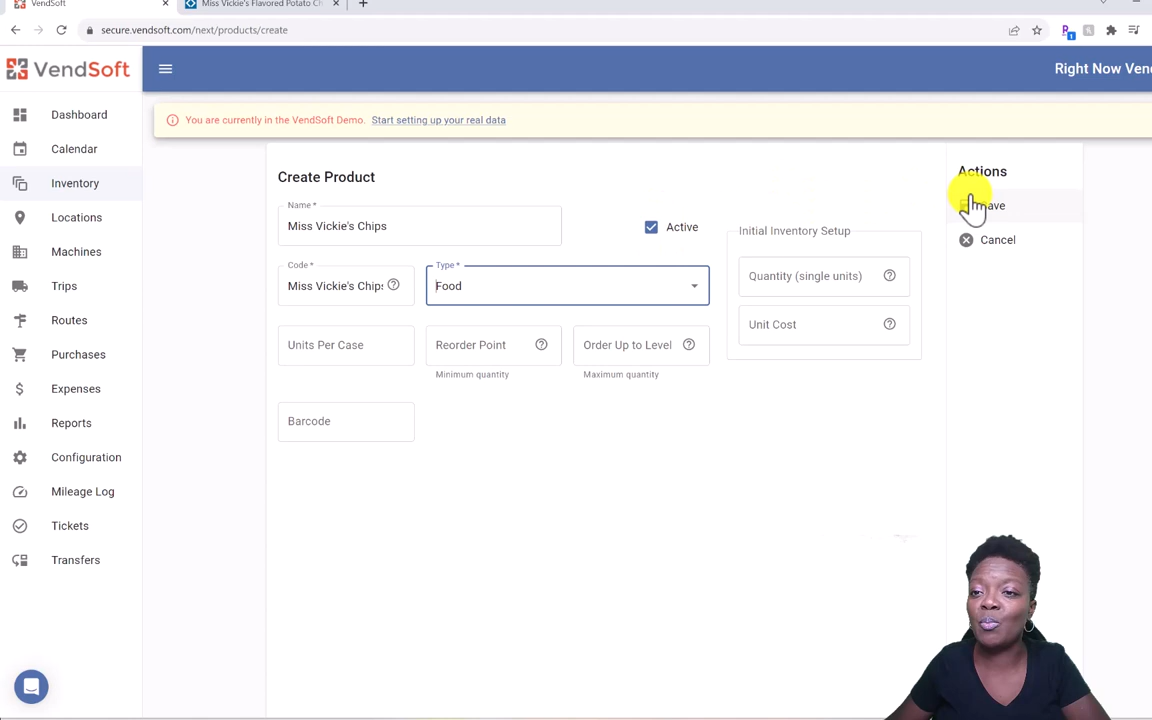 VendSoft
Miss Vickie's Flavored Potato Ch
secure.vendsoft.com/next/products/create
VendSoft
Right Now Ven
You are currently in the VendSoft Demo. Start setting up your real data
Dashboard
Calendar
Inventory
Locations
Machines
Trips
Routes
Purchases
Expenses
Reports
Configuration
Mileage Log
Tickets
Transfers
Create Product
Name *
Miss Vickie's Chips
Active
Code *
Miss Vickie's Chips
Type *
Food
Units Per Case
Reorder Point
Minimum quantity
Order Up to Level
Maximum quantity
Barcode
Initial Inventory Setup
Quantity (single units)
Unit Cost
Actions
Save
Cancel